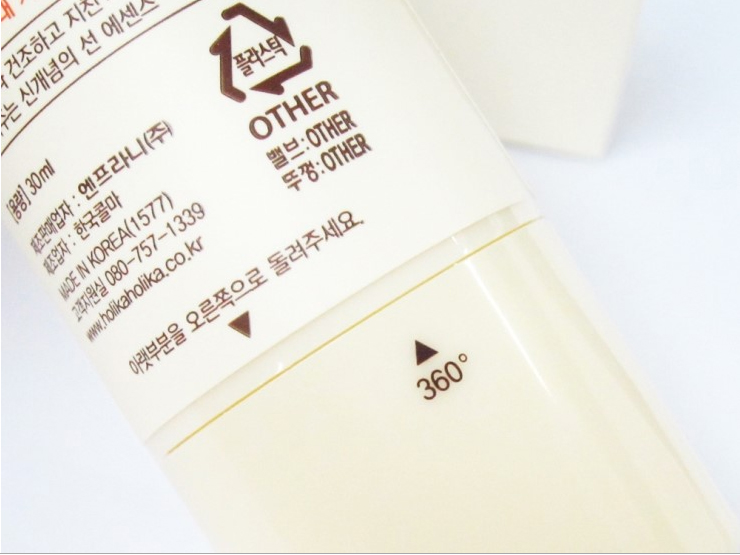 건조하고 지친
신개념의 선 에센스
플라스틱
OTHER
밸브:OTHER
뚜껑:OTHER
[용량] 30ml
제조판매업자 : 엔프라니(주)
제조업자 : 한국콜마
MADE IN KOREA(1577)
고객지원실 080-757-1339
www.holikaholika.co.kr
아랫부분을 오른쪽으로 돌려주세요.
360°